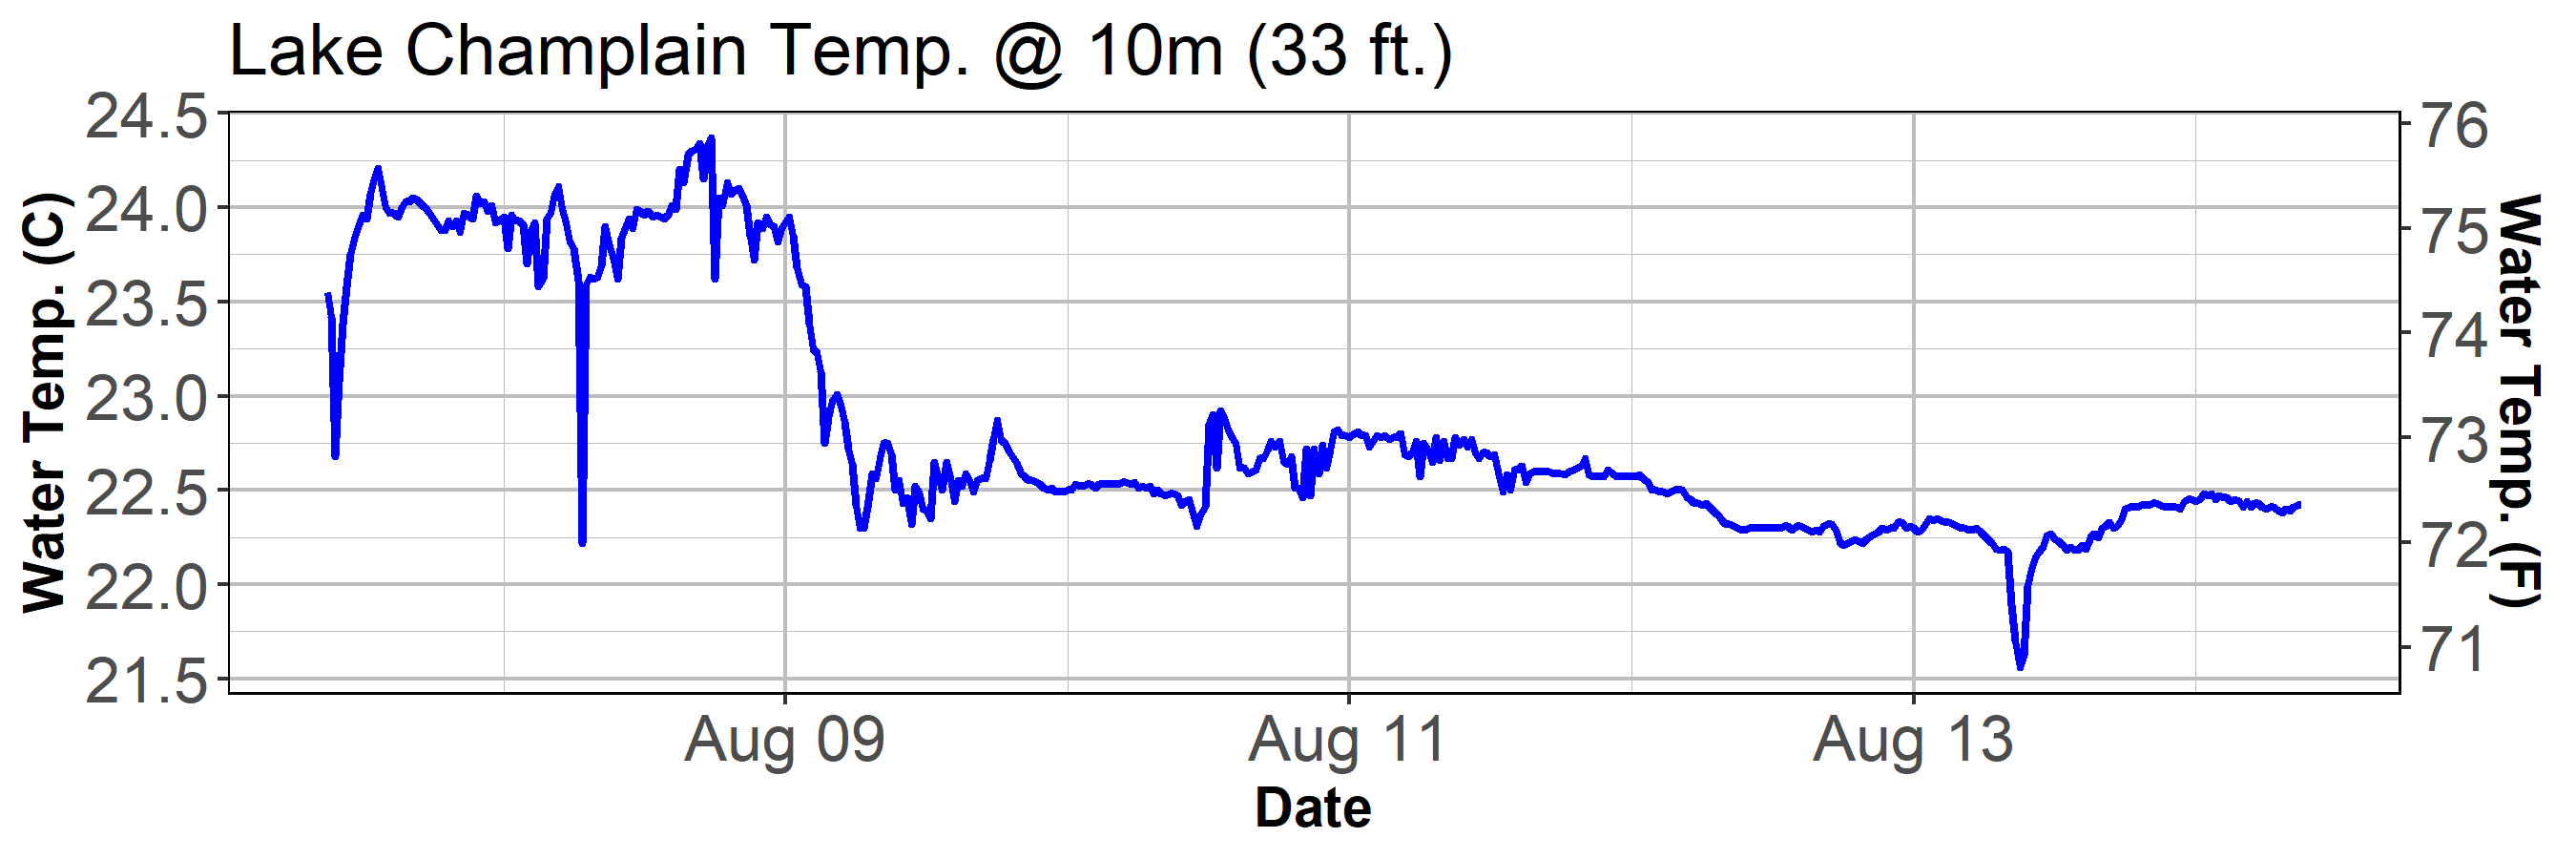 Lake Champlain Temp. @ 10m (33 ft.)
Water Temp. (C)
24.5
24.0
23.5
23.0
22.5
22.0
21.5
76
75
74
73
72
71
Water Temp. (F)
Aug 09
Aug 11
Aug 13
Date